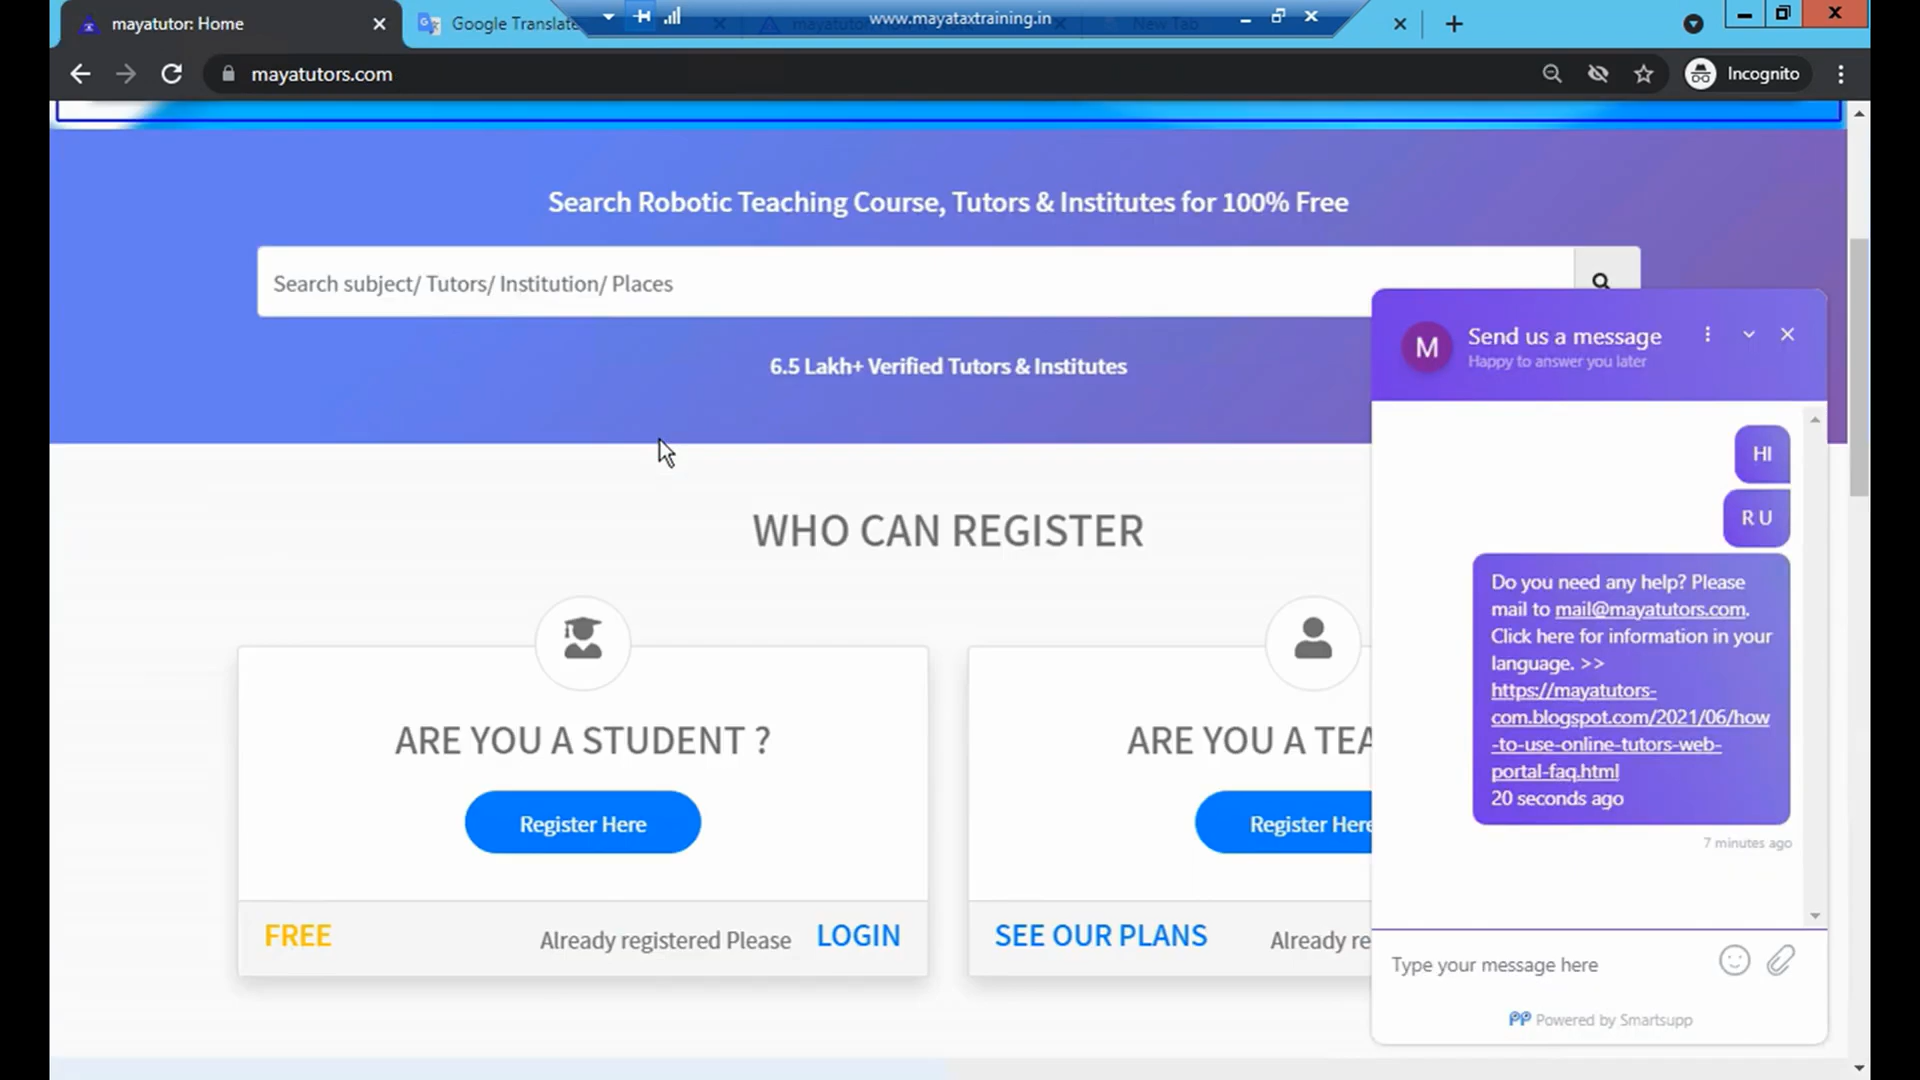 mayatutor: Home
Google Translate
www.mayataxtraining.in
New Tab
mayatutors.com
Incognito
Search Robotic Teaching Course, Tutors & Institutes for 100% Free
Search subject/ Tutors/ Institution/ Places
6.5 Lakh+ Verified Tutors & Institutes
WHO CAN REGISTER
ARE YOU A STUDENT ?
Register Here
FREE
Already registered Please
LOGIN
ARE YOU A TEA
Register Here
SEE OUR PLANS
Already re
M
Send us a message
Happy to answer you later
HI
R U
Do you need any help? Please
mail to mail@mayatutors.com.
Click here for information in your
language. >>
https://mayatutors-
com.blogspot.com/2021/06/how
-to-use-online-tutors-web-
portal-faq.html
20 seconds ago
7 minutes ago
Type your message here
Powered by Smartsupp